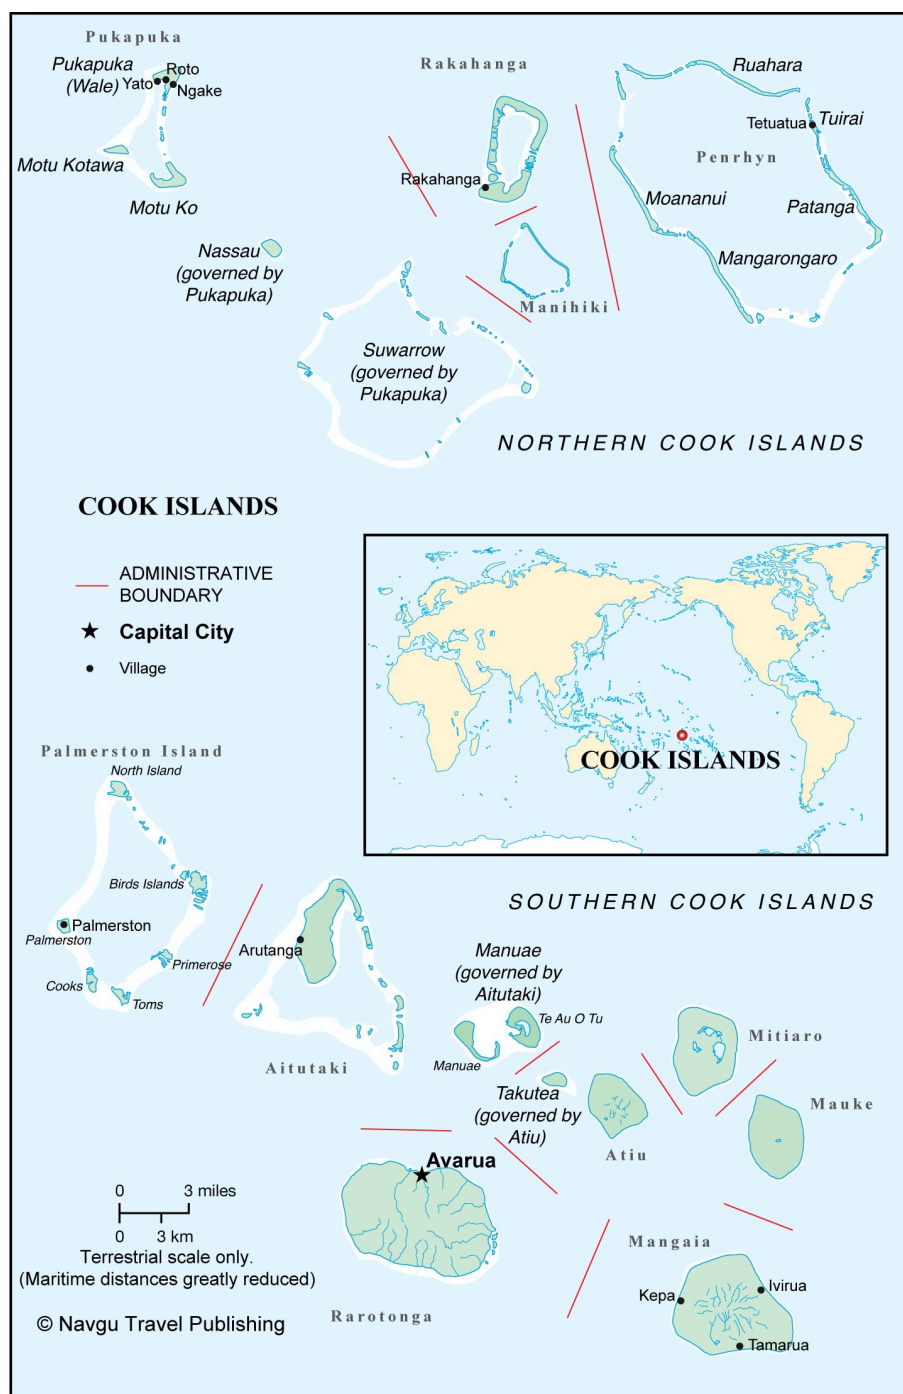 Pukapuka
Pukapuka
(Wale)
Roto
Yato
Ngake
Motu Kotawa
Motu Ko
Nassau
(governed by
Pukapuka)
Rakahanga
Rakahanga
Manihiki
Suwarrow
(governed by
Pukapuka)
Ruahara
Tetuatua
Tuirai
Penrhyn
Moananui
Patanga
Mangarongaro
NORTHERN COOK ISLANDS
COOK ISLANDS
ADMINISTRATIVE
BOUNDARY
Capital City
Village
COOK ISLANDS
Palmerston Island
North Island
Birds Islands
Palmerston
Palmerston
Primerose
Cooks
Toms
SOUTHERN COOK ISLANDS
Arutanga
Aitutaki
Manuae
(governed by
Aitutaki)
Te Au O Tu
Manuae
Mitiaro
Takutea
(governed by
Atiu)
Atiu
Mauke
Avarua
Rarotonga
Mangaia
Kepa
Ivirua
Tamarua
0 3 miles
0 3 km
Terrestrial scale only.
(Maritime distances greatly reduced)
© Navgu Travel Publishing